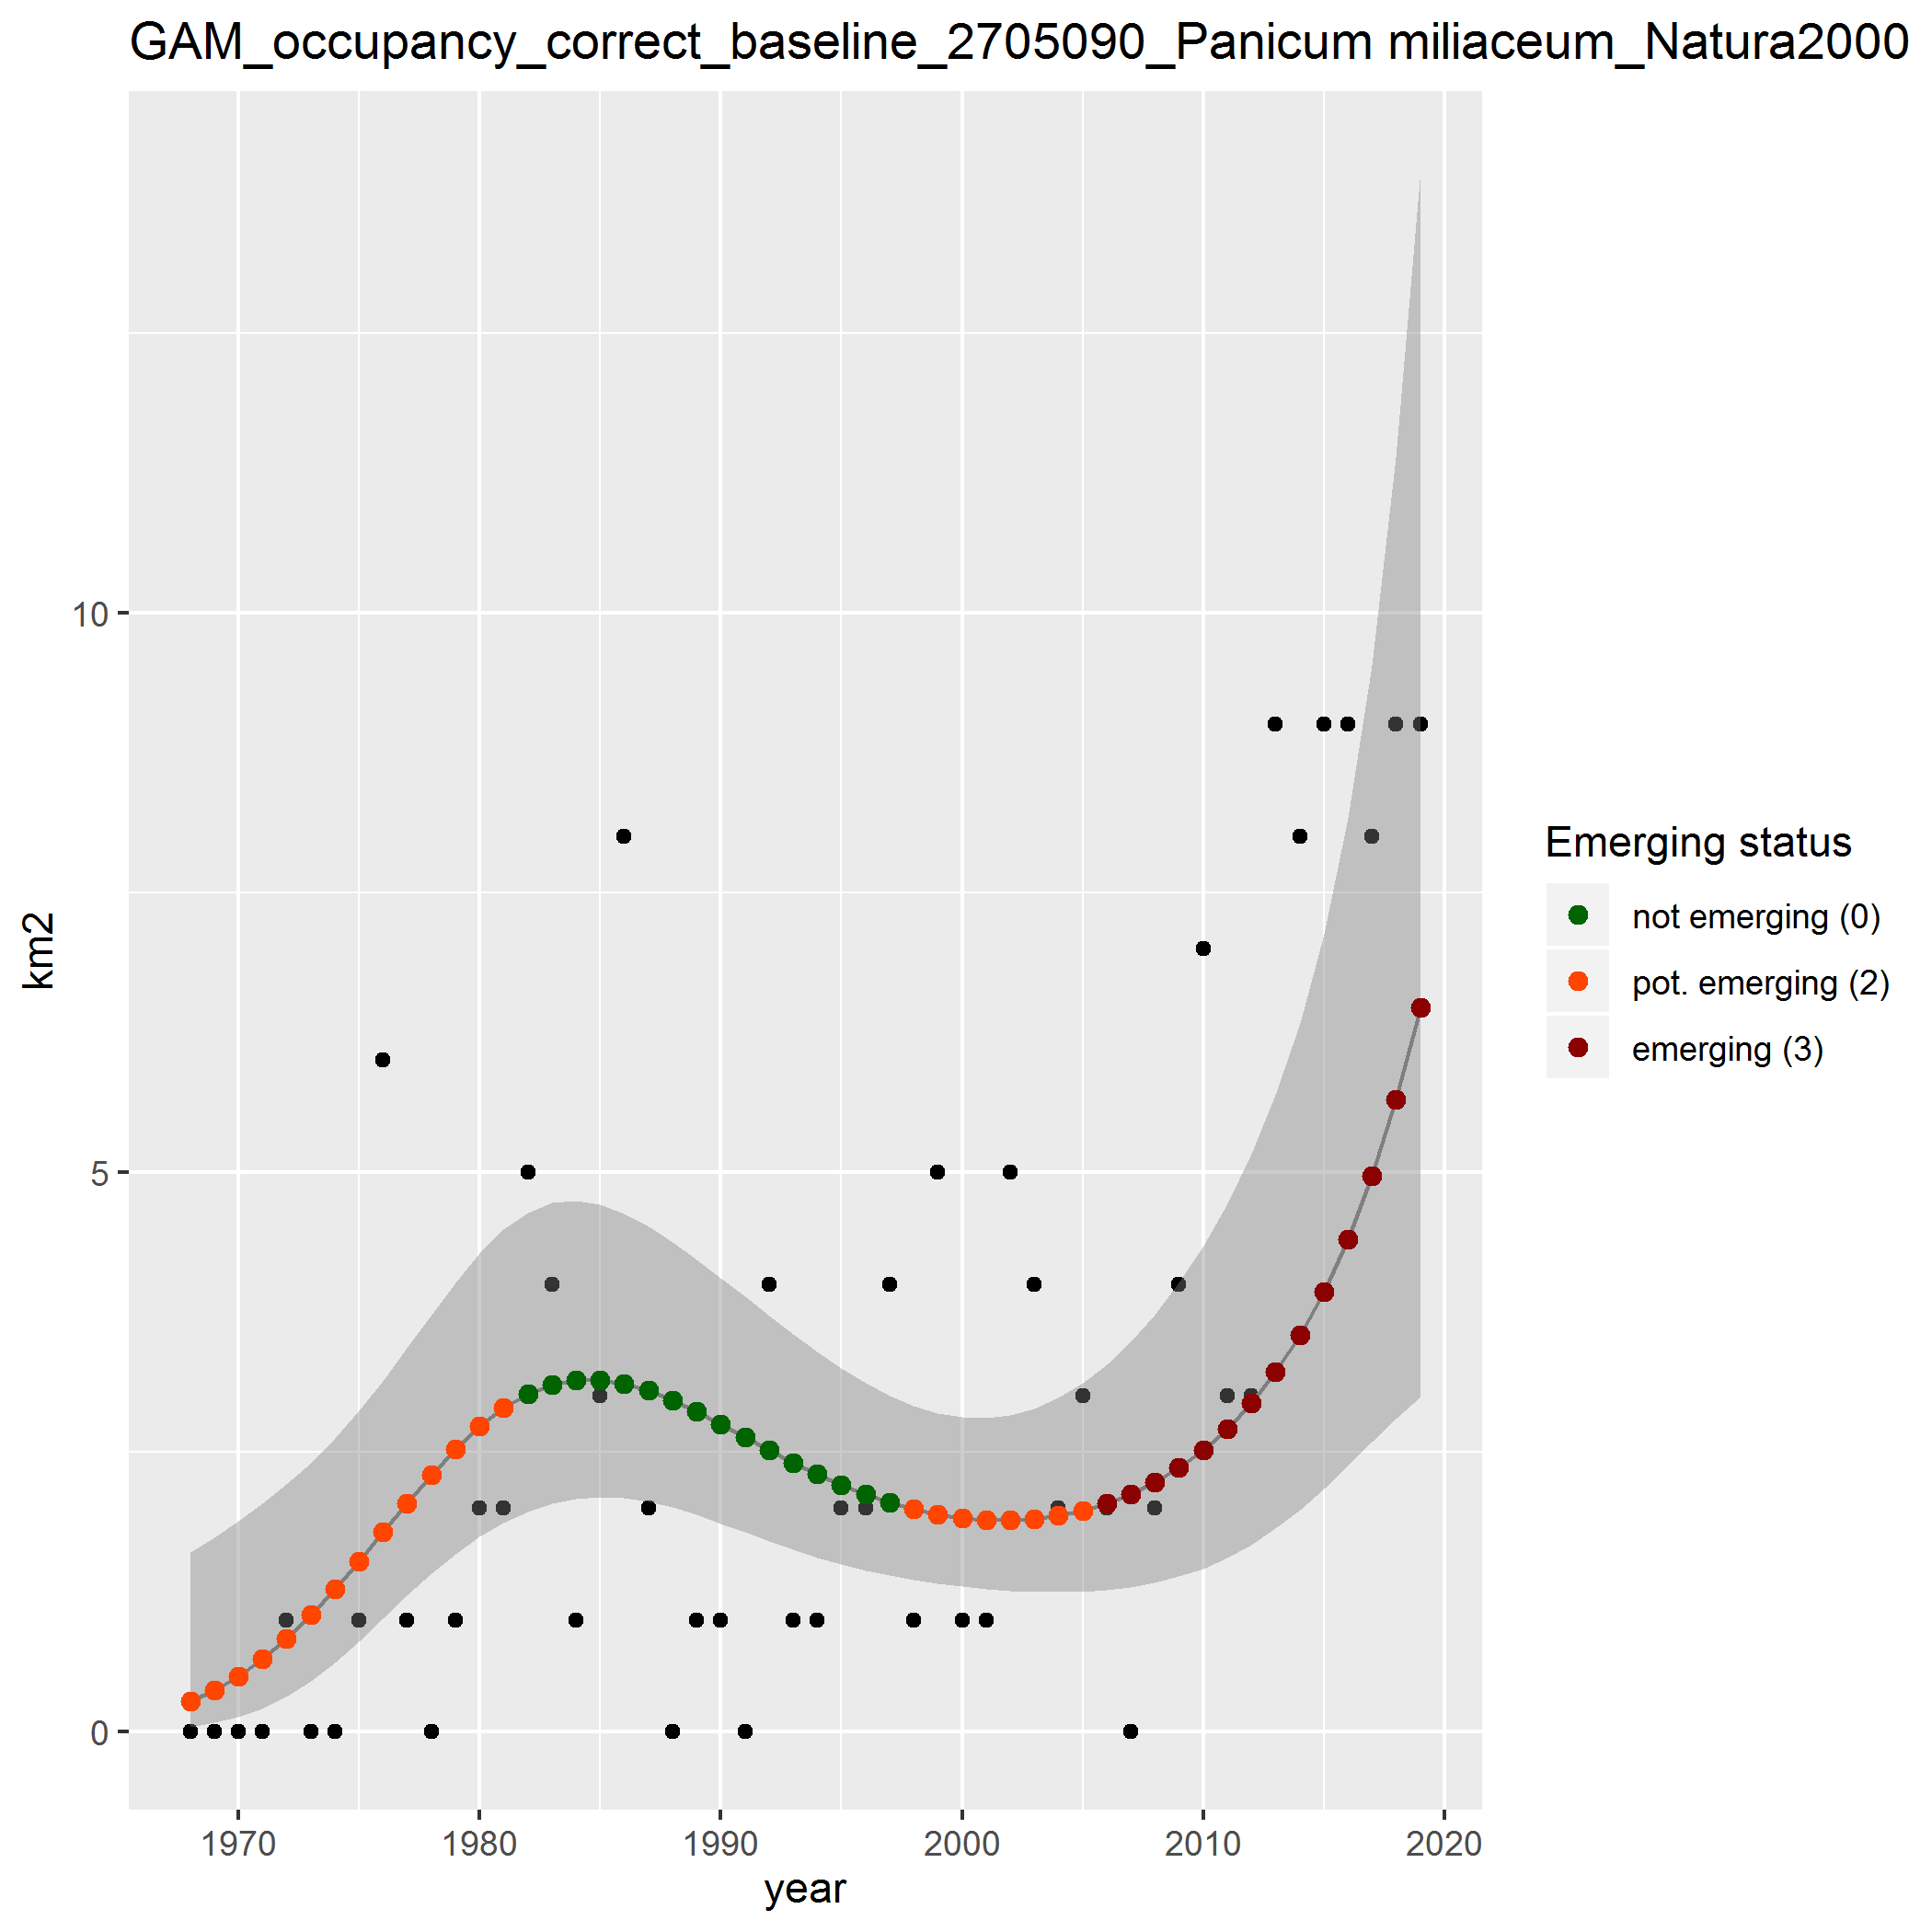 GAM_occupancy_correct_baseline_2705090_Panicum miliaceum_Natura2000
10
5
0
km2
1970 1980 1990 2000 2010 2020
year
Emerging status
not emerging (0)
pot. emerging (2)
emerging (3)